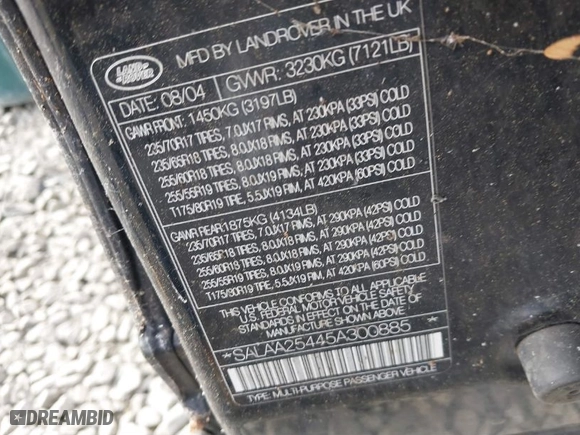 LAND ROVER
MFD BY LANDROVER IN THE UK
DATE: 08/04 GVWR: 3230KG (7121LB)
GAWR FRONT: 1450KG (3197LB)
235/70R17 TIRES, 7.0JX17 RIMS, AT 230KPA (33PSI) COLD
235/65R18 TIRES, 8.0JX18 RIMS, AT 230KPA (33PSI) COLD
255/60R18 TIRES, 8.0JX18 RIMS, AT 230KPA (33PSI) COLD
255/55R19 TIRES, 8.0JX19 RIMS, AT 230KPA (33PSI) COLD
T175/80R19 TIRE, 5.5JX19 RIM, AT 420KPA (60PSI) COLD
GAWR REAR: 1875KG (4134LB)
235/70R17 TIRES, 7.0JX17 RIMS, AT 290KPA (42PSI) COLD
235/65R18 TIRES, 8.0JX18 RIMS, AT 290KPA (42PSI) COLD
255/60R18 TIRES, 8.0JX18 RIMS, AT 290KPA (42PSI) COLD
255/55R19 TIRES, 8.0JX19 RIMS, AT 290KPA (42PSI) COLD
T175/80R19 TIRE, 5.5JX19 RIM, AT 420KPA (60PSI) COLD
THIS VEHICLE CONFORMS TO ALL APPLICABLE
U.S. FEDERAL MOTOR VEHICLE SAFETY
STANDARDS IN EFFECT ON THE DATE OF
MANUFACTURE SHOWN ABOVE
*SALAA25445A300885*
TYPE: MULTI-PURPOSE PASSENGER VEHICLE
DREAMBID